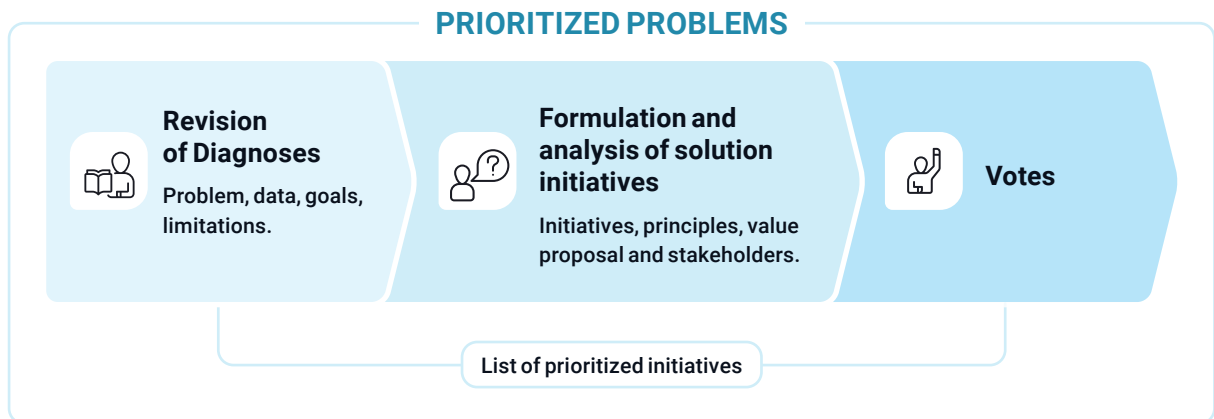 PRIORITIZED PROBLEMS
Revision
of Diagnoses
Problem, data, goals,
limitations.
Formulation and
analysis of solution
initiatives
Initiatives, principles, value
proposal and stakeholders.
?
Votes
List of prioritized initiatives